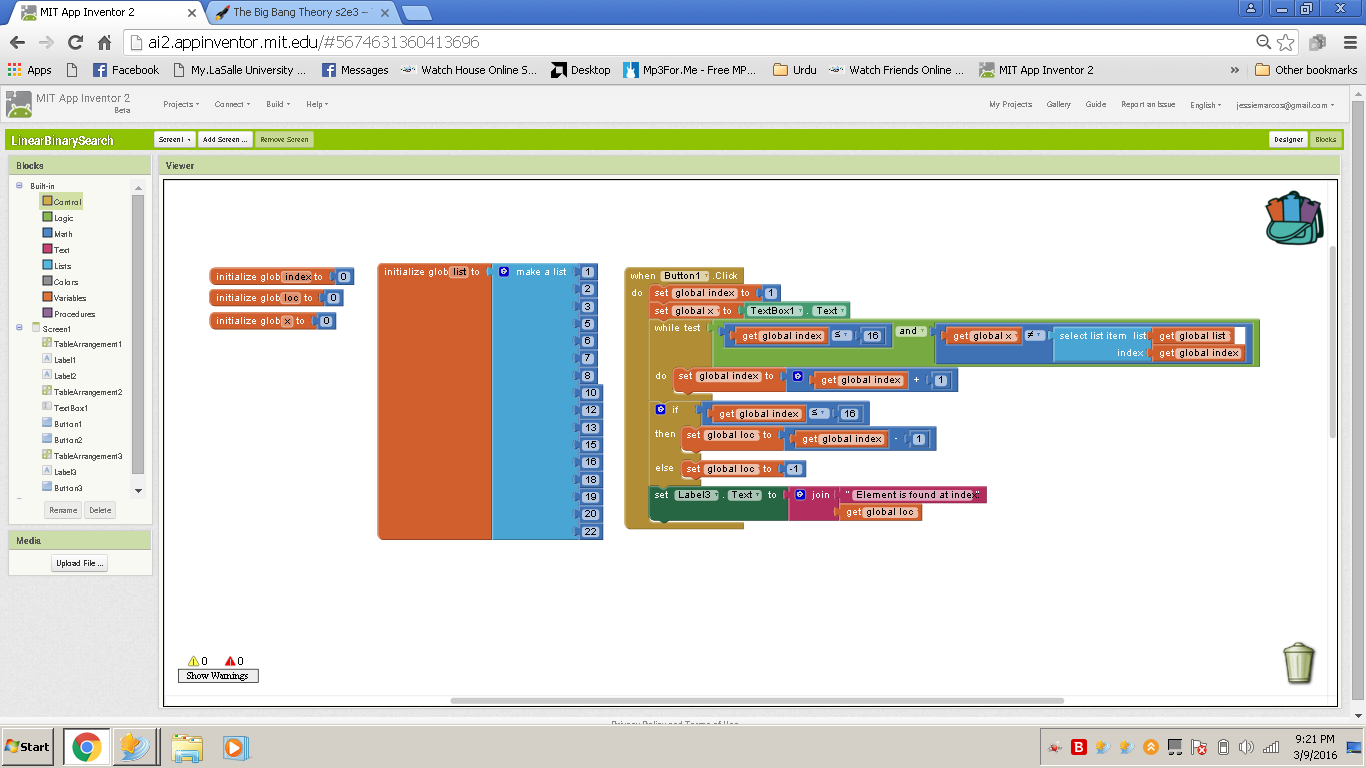 MIT App Inventor 2
The Big Bang Theory s2e3 –
ai2.appinventor.mit.edu/#5674631360413696
Apps Facebook My.LaSalle University ... Messages Watch House Online S... Desktop Mp3For.Me - Free MP... Urdu Watch Friends Online ... MIT App Inventor 2 » Other bookmarks
MIT App Inventor 2
Beta
Projects Connect Build Help
My Projects Gallery Guide Report an Issue English jessiemarcos@gmail.com
LinearBinarySearch Screen1 Add Screen ... Remove Screen Designer Blocks
Blocks
Built-in
Control
Logic
Math
Text
Lists
Colors
Variables
Procedures
Screen1
TableArrangement1
Label1
Label2
TableArrangement2
TextBox1
Button1
Button2
TableArrangement3
Label3
Button3
Rename Delete
Media
Upload File ...
Viewer
initialize glob index to 0
initialize glob loc to 0
initialize glob x to 0
initialize glob list to make a list 1
2
3
5
6
7
8
10
12
13
15
16
18
19
20
22
when Button1 .Click
do set global index to 1
set global x to TextBox1 . Text
while test get global index ≤ 16 and get global x ≠ select list item list get global list
index get global index
do set global index to get global index + 1
if get global index ≤ 16
then set global loc to get global index - 1
else set global loc to -1
set Label3 . Text to join " Element is found at index "
get global loc
0 0
Show Warnings
Privacy Policy and Terms of Use
Start
9:21 PM
3/9/2016